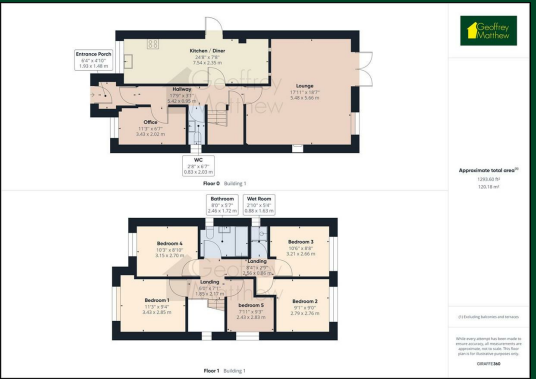 Geoffrey
Matthew
Entrance Porch
6'4" x 4'10"
1.93 x 1.48 m
Kitchen / Diner
24'8" x 7'8"
7.54 x 2.35 m
Hallway
17'9" x 3'1"
Lounge
17'11" x 18'7"
5.48 x 5.66 m
Office
11'3" x 6'7"
3.43 x 2.02 m
WC
2'8" x 6'7"
0.83 x 2.03 m
Floor 0 Building 1
Geoffrey
Matthew
Approximate total area(1)
1293.60 ft²
120.18 m²
Bathroom
8'0" x 5'7"
2.46 x 1.72 m
Wet Room
2'10" x 5'4"
0.88 x 1.63 m
Bedroom 4
10'3" x 8'10"
3.15 x 2.70 m
Bedroom 3
10'6" x 8'8"
3.21 x 2.66 m
Landing
Landing
Bedroom 1
11'3" x 9'4"
3.43 x 2.85 m
bedroom 5
7'11" x 9'3"
2.43 x 2.83 m
Bedroom 2
9'1" x 9'0"
2.79 x 2.76 m
Geoffrey
Matthew
Floor 1 Building 1
(1) Excluding balconies and terraces
While every attempt has been made to
ensure accuracy, all measurements are
approximate, not to scale. This floor
plan is for illustrative purposes only.
GIRAFFE360